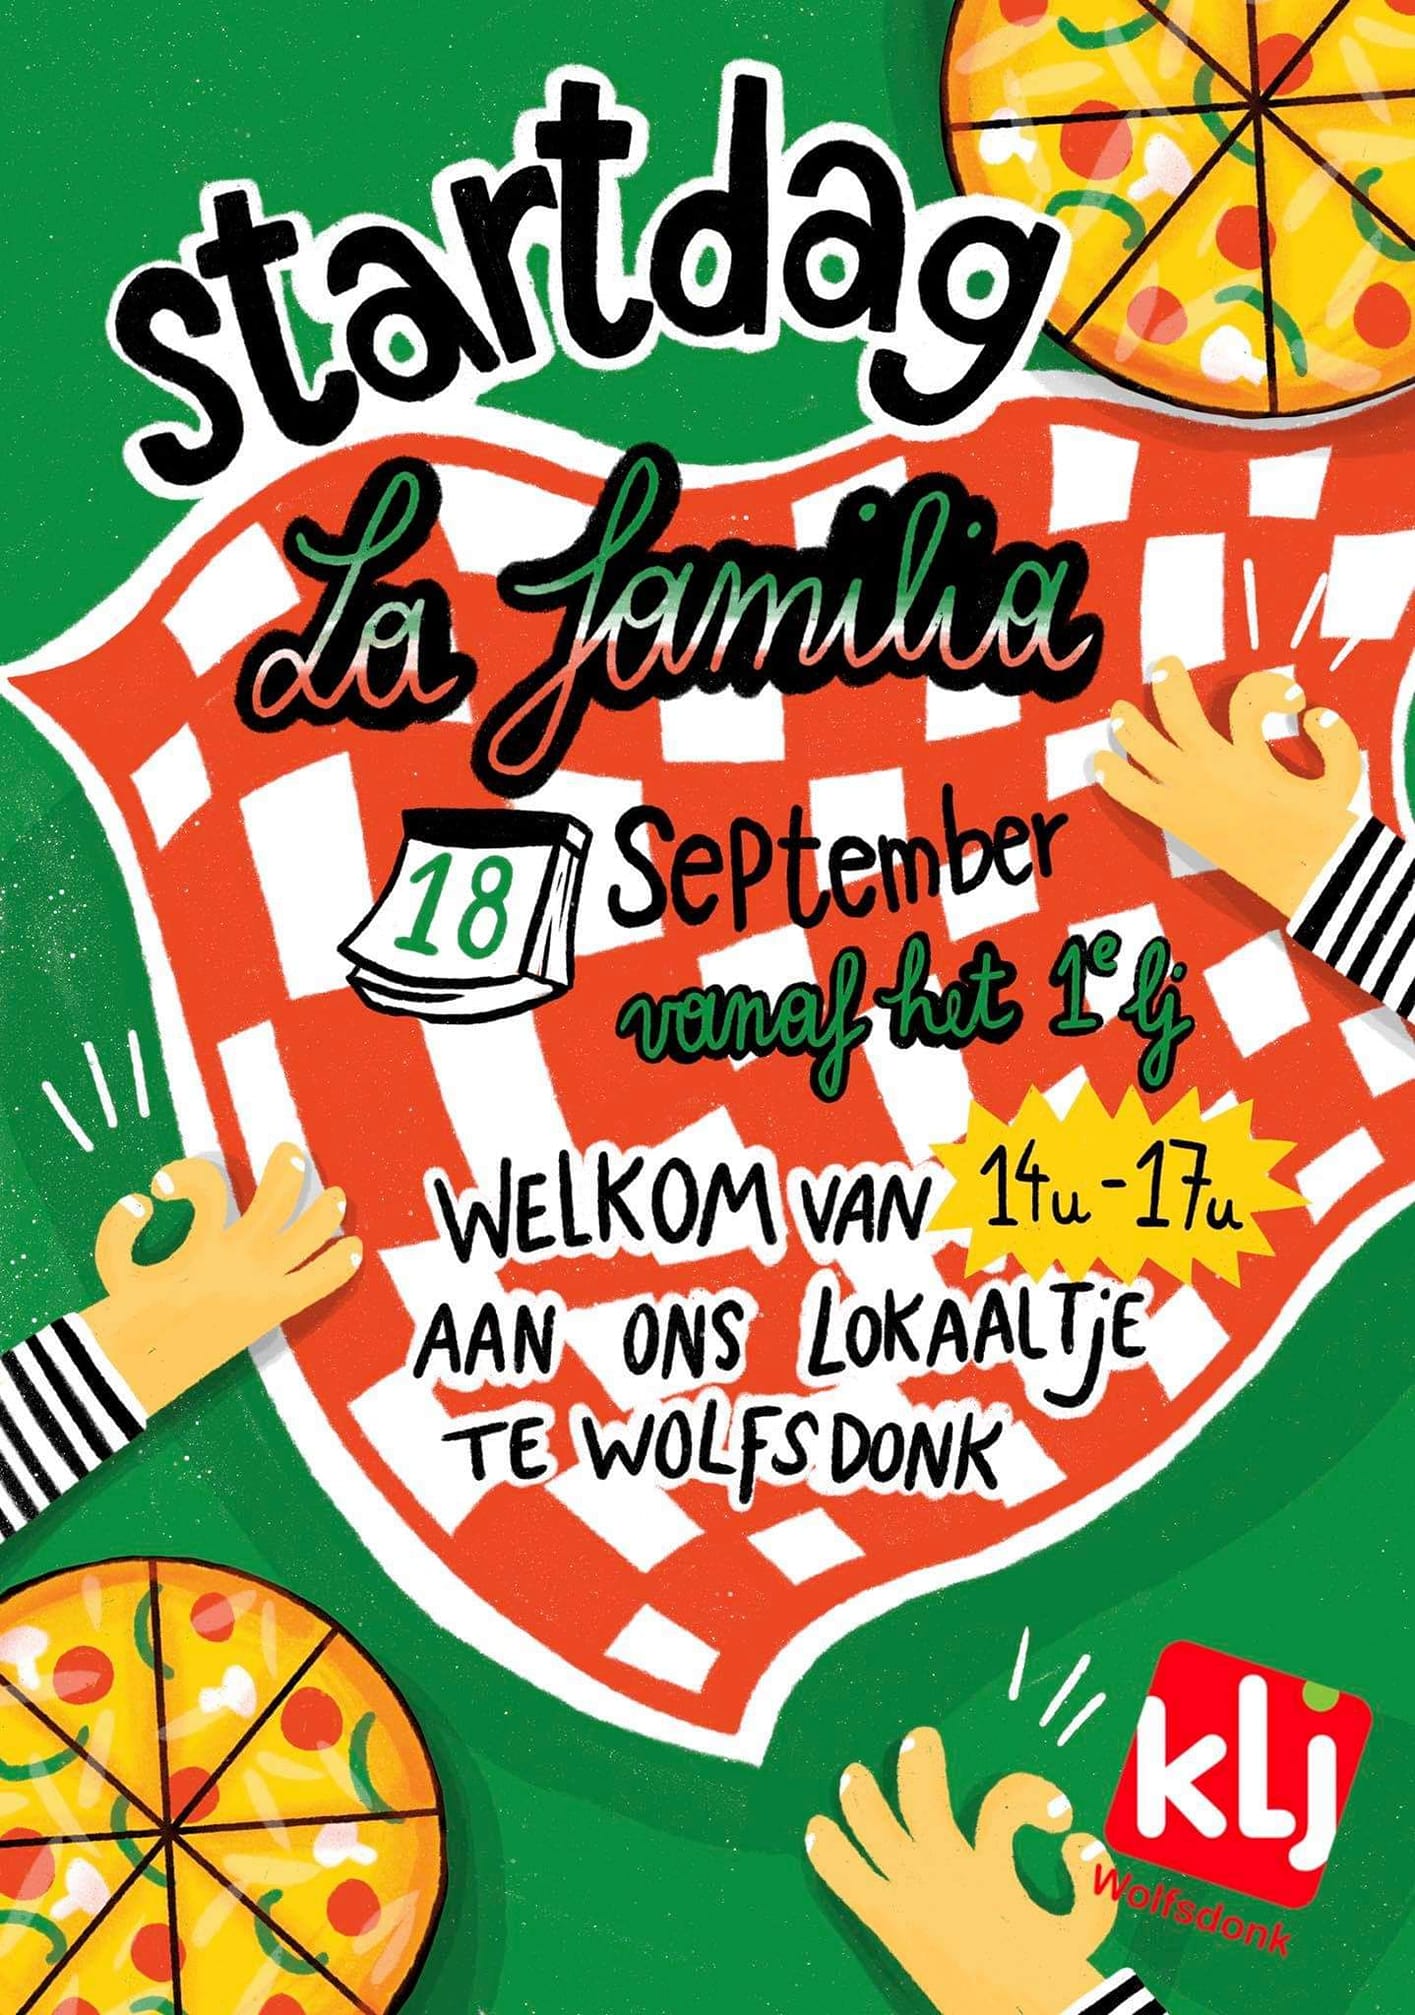 startdag
La familia
18 September
vanaf het 1e lj
WELKOM VAN 14u-17u
AAN ONS LOKAALTjE
TE WOLFSDONK
kLj
Wolfsdonk